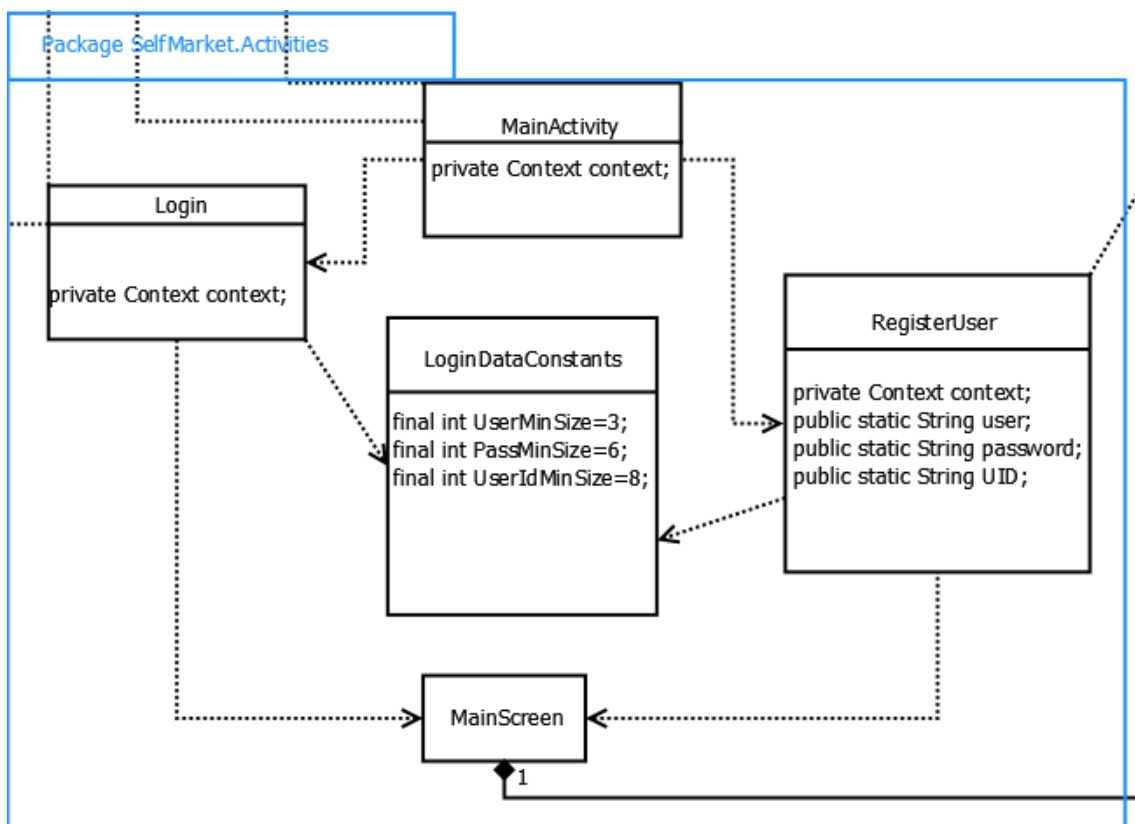 Package SelfMarket.Activities
MainActivity
private Context context;
Login
private Context context;
LoginDataConstants
final int UserMinSize=3;
final int PassMinSize=6;
final int UserIdMinSize=8;
RegisterUser
private Context context;
public static String user;
public static String password;
public static String UID;
MainScreen
1